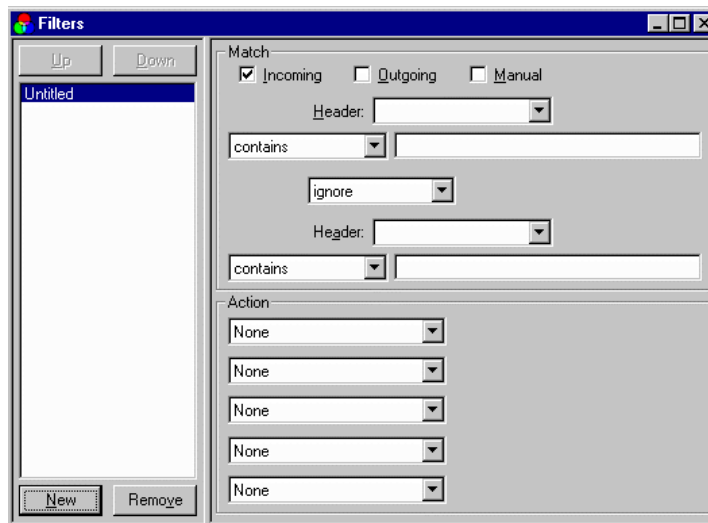 Filters
Up Down
Untitled
New Remove
Match
Incoming Outgoing Manual
Header:
contains
ignore
Header:
contains
Action
None
None
None
None
None